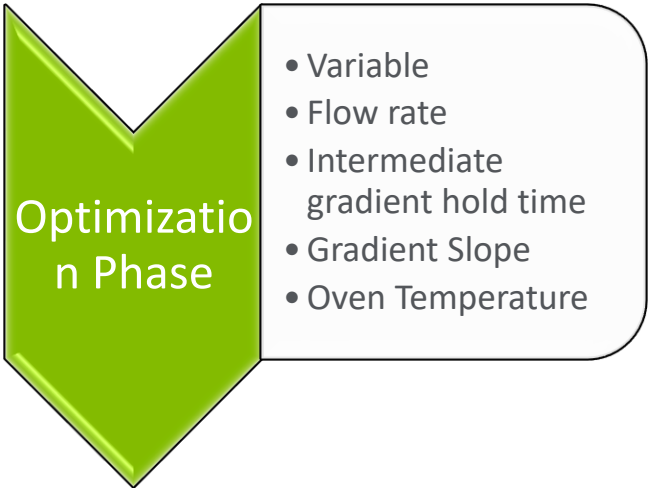 Optimizatio
n Phase
• Variable
• Flow rate
• Intermediate
gradient hold time
• Gradient Slope
• Oven Temperature